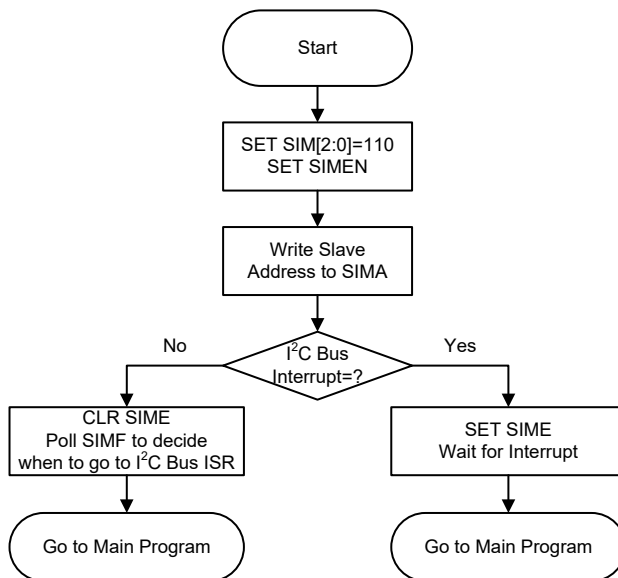 Start
SET SIM[2:0]=110
SET SIMEN
Write Slave
Address to SIMA
I²C Bus
Interrupt=?
No
Yes
CLR SIME
Poll SIMF to decide
when to go to I²C Bus ISR
SET SIME
Wait for Interrupt
Go to Main Program
Go to Main Program